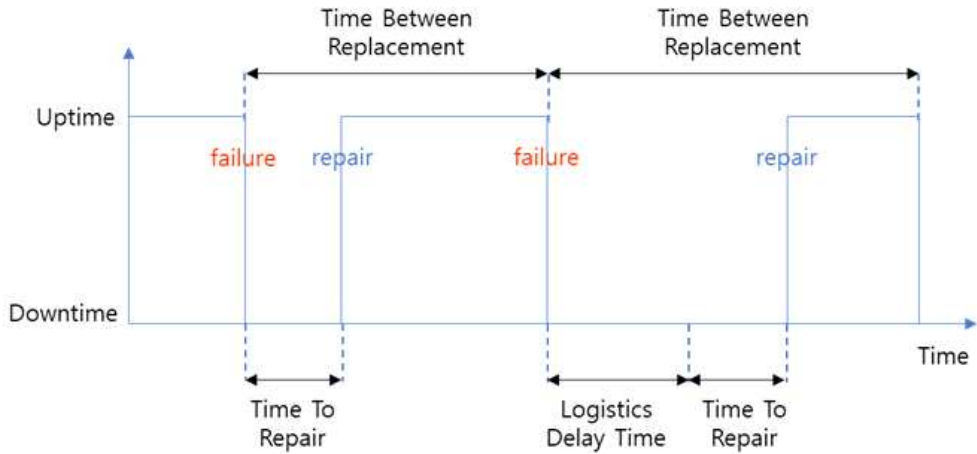 Time Between
Replacement
Time Between
Replacement
Uptime
failure
repair
failure
repair
Downtime
Time
Time To
Repair
Logistics
Delay Time
Time To
Repair